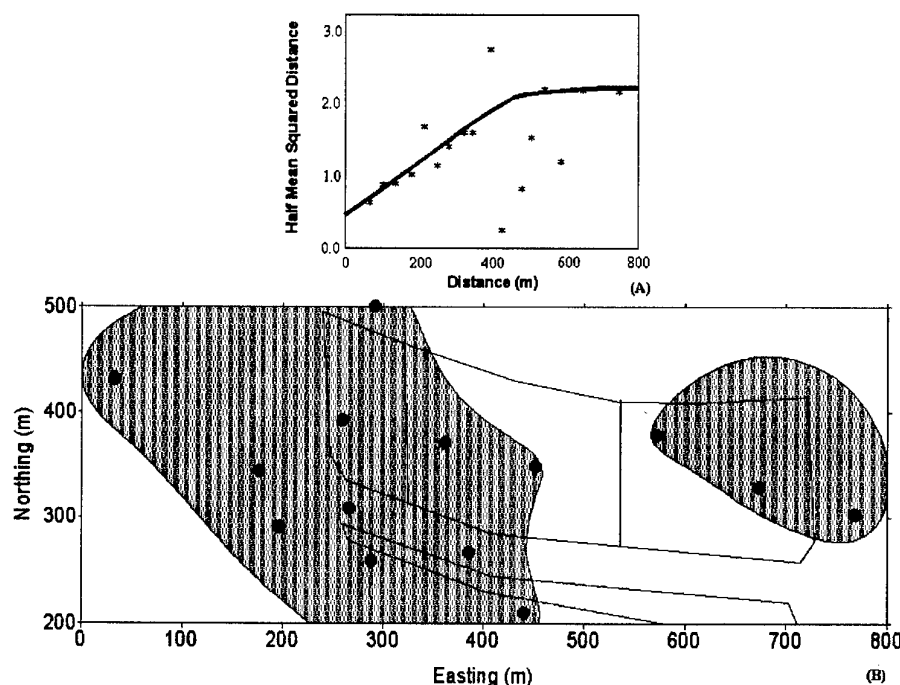 Half Mean Squared Distance
3.0
2.0
1.0
0.0
0 200 400 600 800
Distance (m)
(A)
Northing (m)
500
400
300
200
0 100 200 300 400 500 600 700 800
Easting (m)
(B)